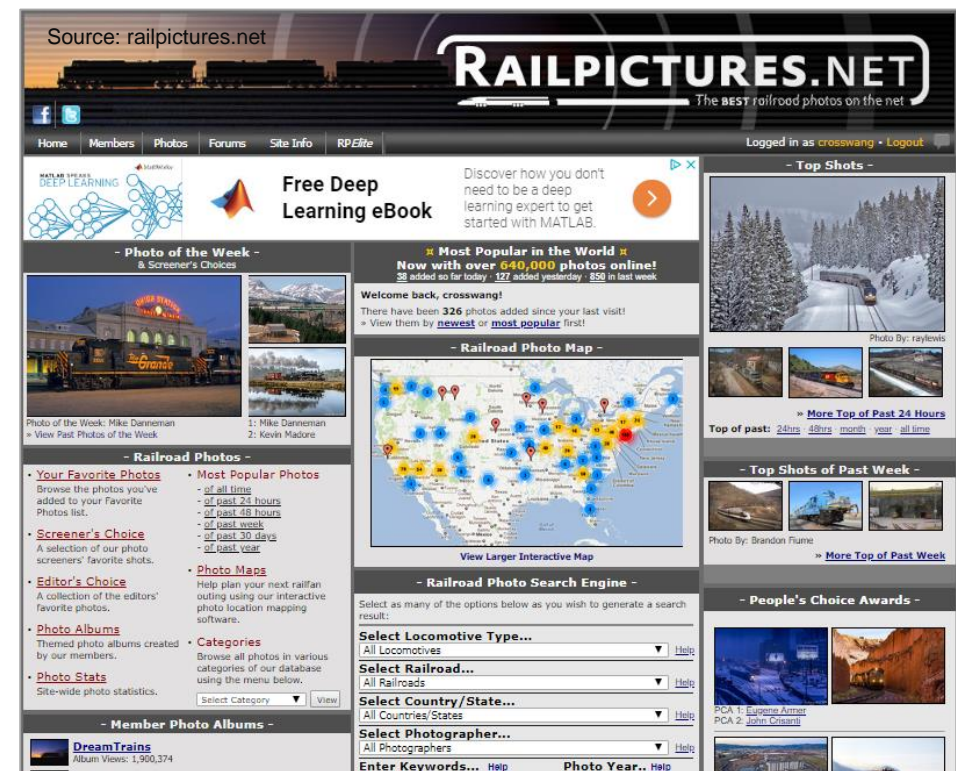 Source: railpictures.net
RAILPICTURES.NET
The BEST railroad photos on the net
Home Members Photos Forums Site Info RPElite
Logged in as crosswang · Logout
MATLAB SPEAKS
DEEP LEARNING
MathWorks
Free Deep
Learning eBook
Discover how you don't
need to be a deep
learning expert to get
started with MATLAB.
- Photo of the Week -
& Screener's Choices
Photo of the Week: Mike Danneman
» View Past Photos of the Week
1: Mike Danneman
2: Kevin Madore
- Railroad Photos -
· Your Favorite Photos
Browse the photos you've
added to your Favorite
Photos list.
· Screener's Choice
A selection of our photo
screeners' favorite shots.
· Editor's Choice
A collection of the editors'
favorite photos.
· Photo Albums
Themed photo albums created
by our members.
· Photo Stats
Site-wide photo statistics.
· Most Popular Photos
- of all time
- of past 24 hours
- of past 48 hours
- of past week
- of past 30 days
- of past year
· Photo Maps
Help plan your next railfan
outing using our interactive
photo location mapping
software.
· Categories
Browse all photos in various
categories of our database
using the menu below.
Select Category View
- Member Photo Albums -
DreamTrains
Album Views: 1,900,374
¤ Most Popular in the World ¤
Now with over 640,000 photos online!
38 added so far today · 127 added yesterday · 850 in last week
Welcome back, crosswang!
There have been 326 photos added since your last visit!
» View them by newest or most popular first!
- Railroad Photo Map -
View Larger Interactive Map
- Railroad Photo Search Engine -
Select as many of the options below as you wish to generate a search
result:
Select Locomotive Type...
All Locomotives Help
Select Railroad...
All Railroads Help
Select Country/State...
All Countries/States Help
Select Photographer...
All Photographers Help
Enter Keywords... Help Photo Year.. Help
- Top Shots -
Photo By: raylewis
» More Top of Past 24 Hours
Top of past: 24hrs · 48hrs · month · year · all time
- Top Shots of Past Week -
Photo By: Brandon Fiume
» More Top of Past Week
- People's Choice Awards -
PCA 1: Eugene Armer
PCA 2: John Crisanti